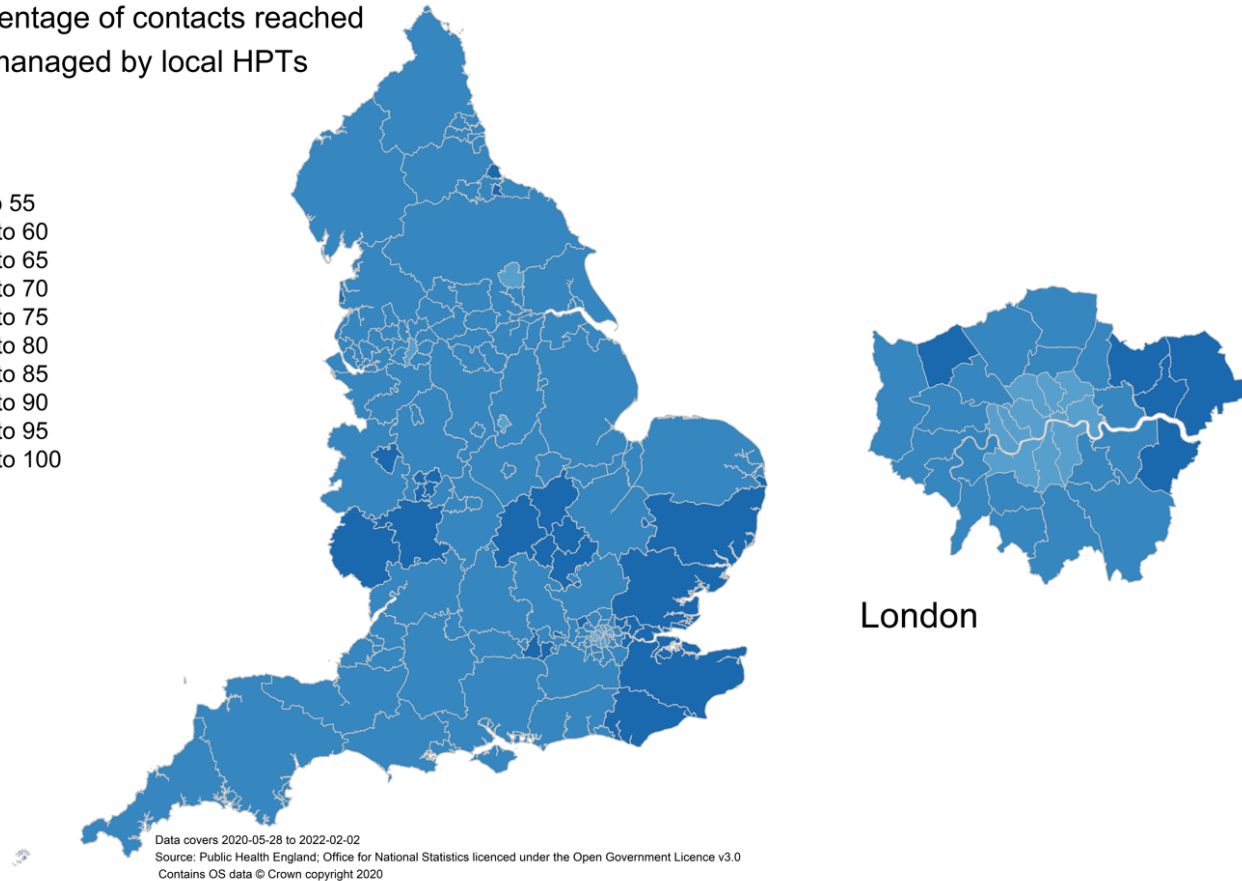 entage of contacts reached
managed by local HPTs
55
to 60
to 65
to 70
to 75
to 80
to 85
to 90
to 95
to 100
London
Data covers 2020-05-28 to 2022-02-02
Source: Public Health England; Office for National Statistics licenced under the Open Government Licence v3.0
Contains OS data © Crown copyright 2020